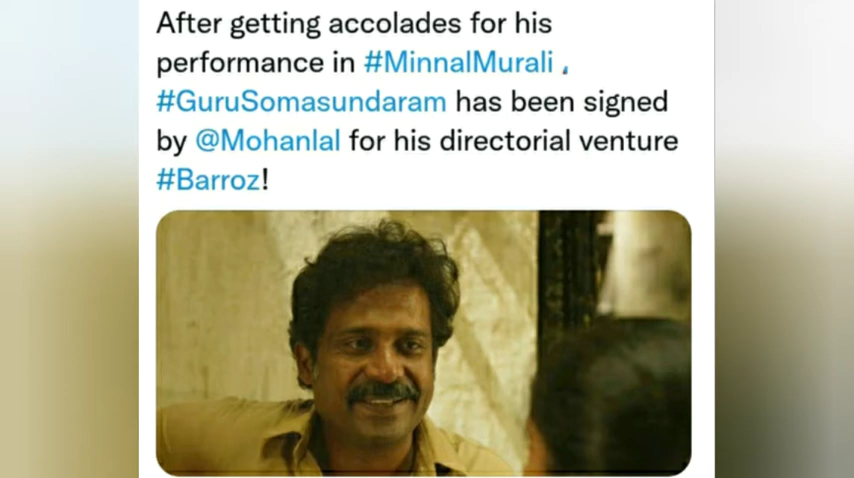 After getting accolades for his
performance in #MinnalMurali ,
#GuruSomasundaram has been signed
by @Mohanlal for his directorial venture
#Barroz!